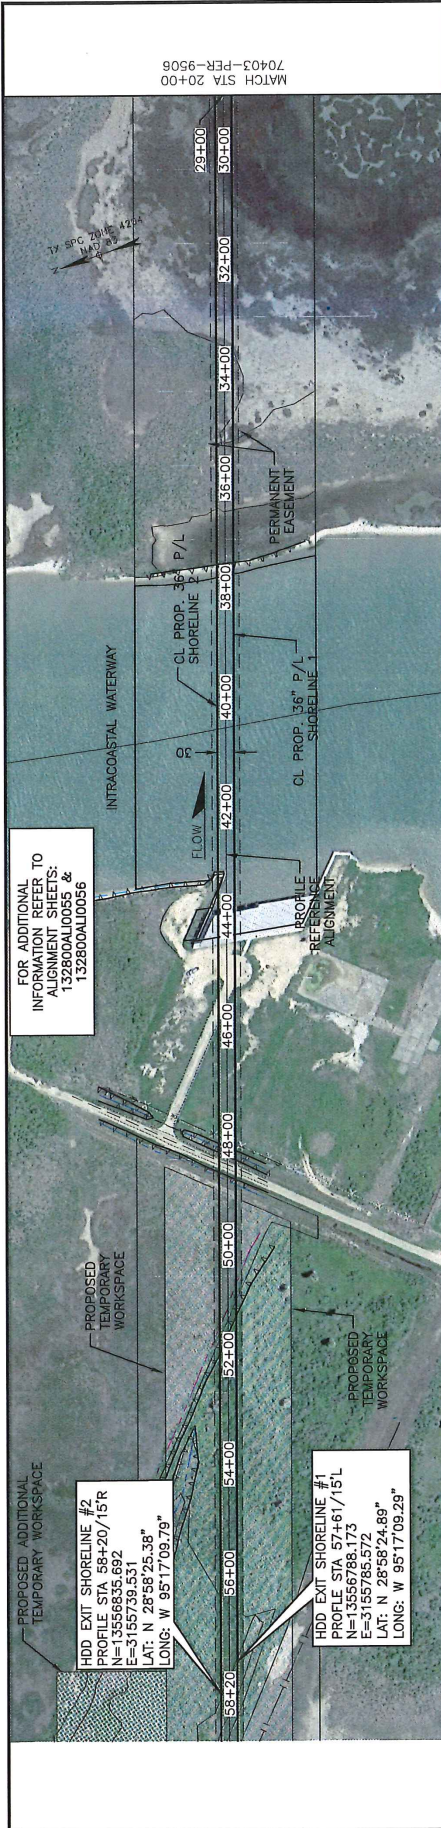 MATCH STA 20+00
70403-PER-9506
TX SPC ZONE 4204
NAD 83
FOR ADDITIONAL
INFORMATION REFER TO
ALIGNMENT SHEETS:
132800ALI0055 &
132800ALI0056
INTRACOASTAL WATERWAY
FLOW
30
CL PROP. 36" P/L
SHORELINE 2
CL PROP. 36" P/L
SHORELINE 1
PERMANENT
EASEMENT
PROFILE
REFERENCE
ALIGNMENT
PROPOSED ADDITIONAL
TEMPORARY WORKSPACE
PROPOSED
TEMPORARY
WORKSPACE
PROPOSED
TEMPORARY
WORKSPACE
HDD EXIT SHORELINE #2
PROFILE STA 58+20/15'R
N=13556835.692
E=3155739.531
LAT: N 28°58'25.38"
LONG: W 95°17'09.79"
HDD EXIT SHORELINE #1
PROFILE STA 57+61/15'L
N=13556788.173
E=3155785.572
LAT: N 28°58'24.89"
LONG: W 95°17'09.29"
58+20
56+00
54+00
52+00
50+00
48+00
46+00
44+00
42+00
40+00
38+00
36+00
34+00
32+00
30+00
29+00